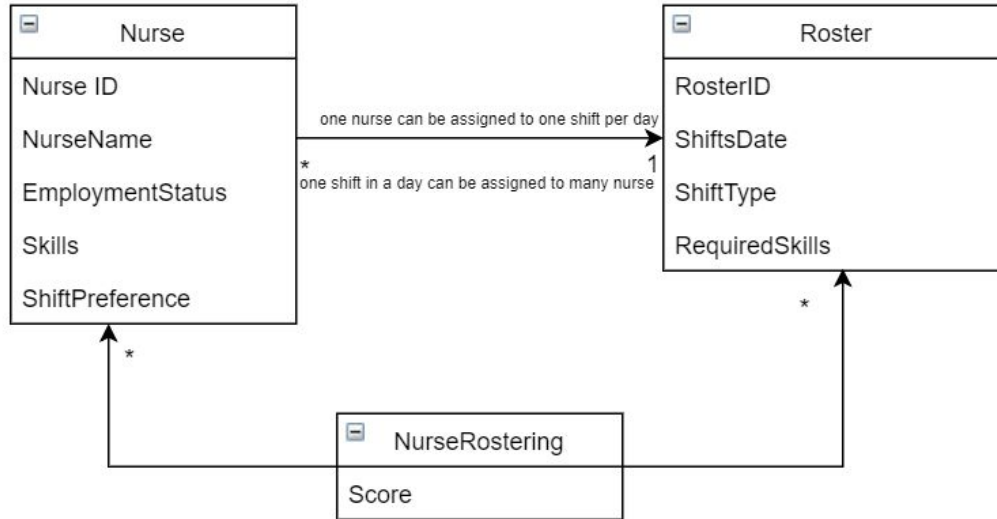 Nurse
Nurse ID
NurseName
EmploymentStatus
Skills
ShiftPreference
one nurse can be assigned to one shift per day
* 1
one shift in a day can be assigned to many nurse
Roster
RosterID
ShiftsDate
ShiftType
RequiredSkills
*
*
NurseRostering
Score